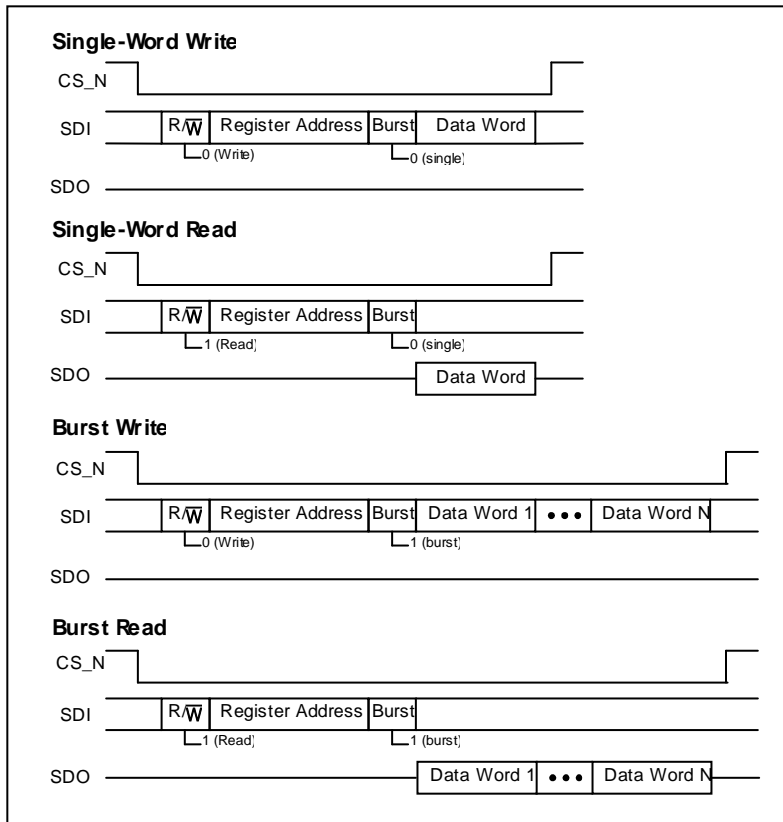 Single-Word Write
CS_N
SDI R/W̅ Register Address Burst Data Word
0 (Write) 0 (single)
SDO
Single-Word Read
CS_N
SDI R/W̅ Register Address Burst
1 (Read) 0 (single)
SDO Data Word
Burst Write
CS_N
SDI R/W̅ Register Address Burst Data Word 1 ••• Data Word N
0 (Write) 1 (burst)
SDO
Burst Read
CS_N
SDI R/W̅ Register Address Burst
1 (Read) 1 (burst)
SDO Data Word 1 ••• Data Word N